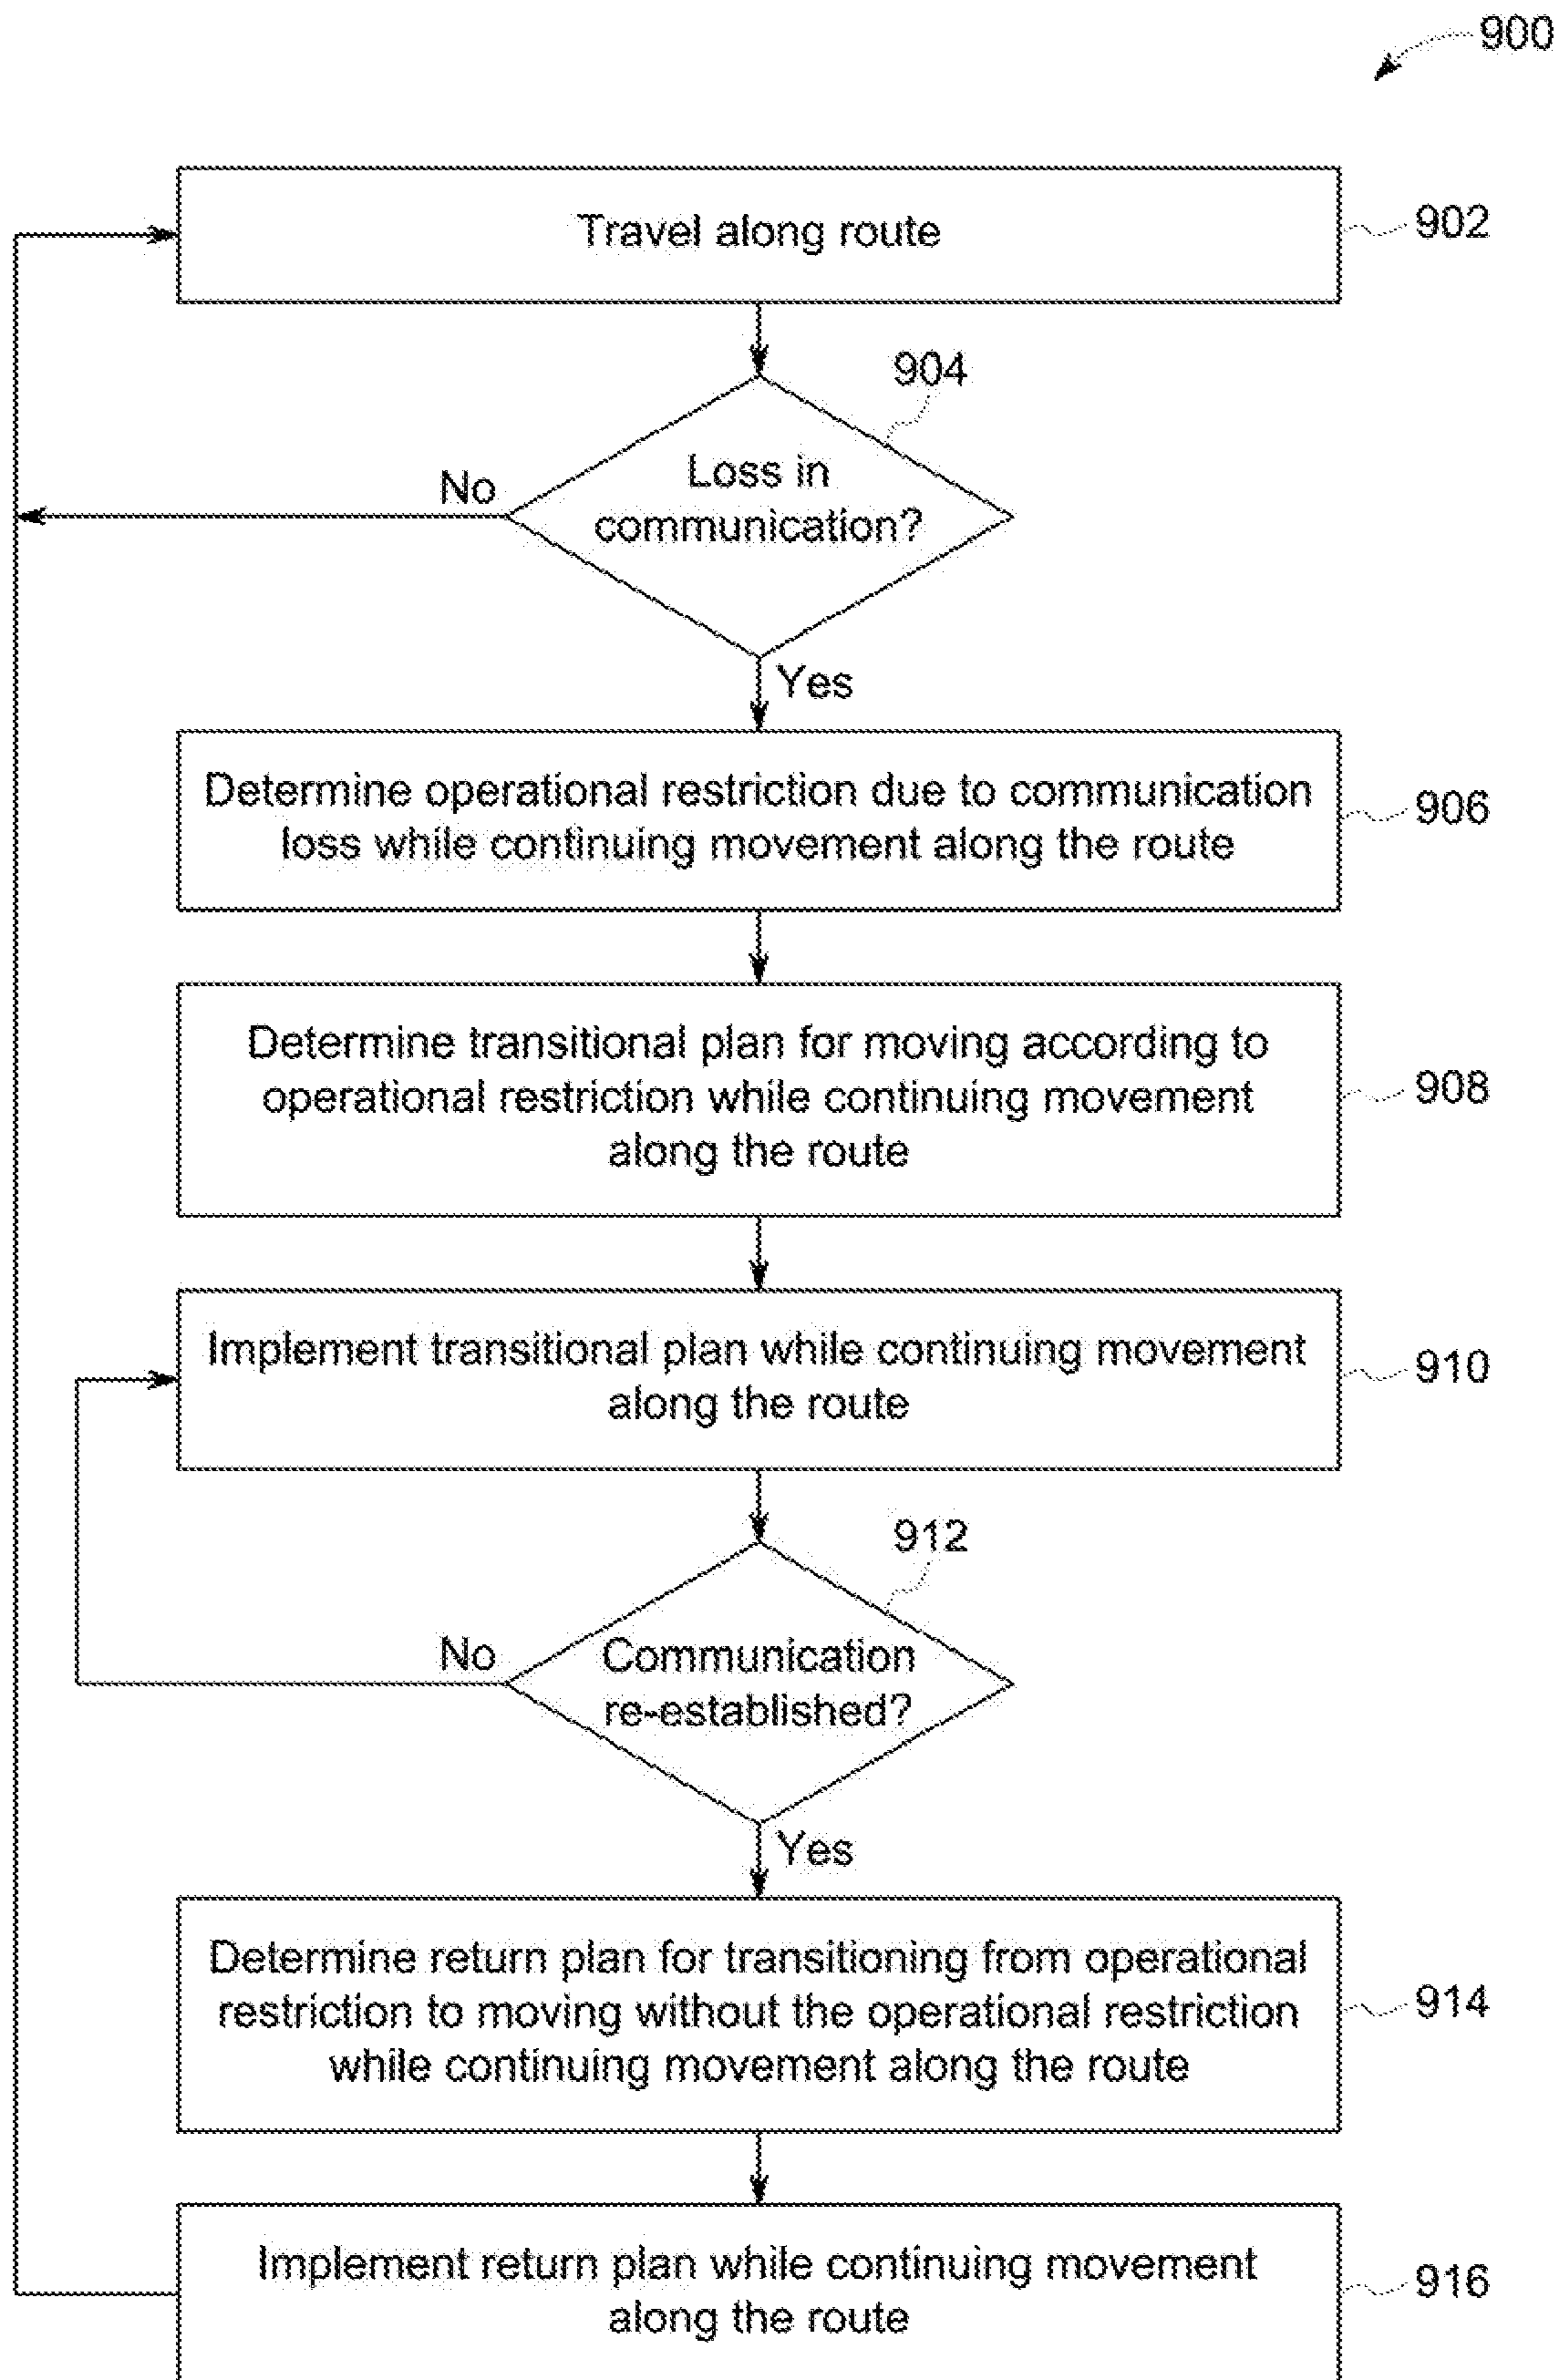 900
Travel along route
902
904
Loss in
communication?
No
Yes
Determine operational restriction due to communication
loss while continuing movement along the route
906
Determine transitional plan for moving according to
operational restriction while continuing movement
along the route
908
Implement transitional plan while continuing movement
along the route
910
912
Communication
re-established?
No
Yes
Determine return plan for transitioning from operational
restriction to moving without the operational restriction
while continuing movement along the route
914
Implement return plan while continuing movement
along the route
916